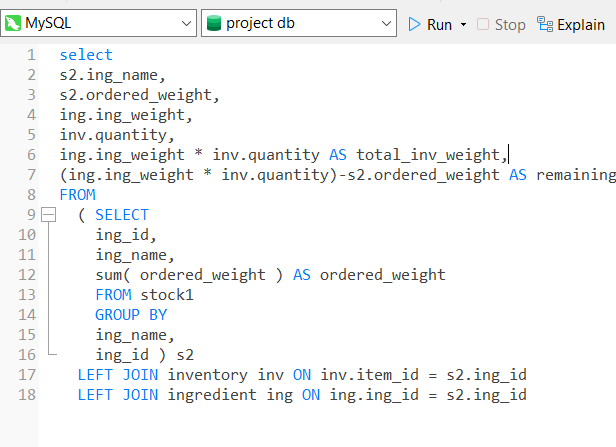 MySQL project db Run Stop Explain
1 select
2 s2.ing_name,
3 s2.ordered_weight,
4 ing.ing_weight,
5 inv.quantity,
6 ing.ing_weight * inv.quantity AS total_inv_weight,
7 (ing.ing_weight * inv.quantity)-s2.ordered_weight AS remaining
8 FROM
9 ( SELECT
10 ing_id,
11 ing_name,
12 sum( ordered_weight ) AS ordered_weight
13 FROM stock1
14 GROUP BY
15 ing_name,
16 ing_id ) s2
17 LEFT JOIN inventory inv ON inv.item_id = s2.ing_id
18 LEFT JOIN ingredient ing ON ing.ing_id = s2.ing_id